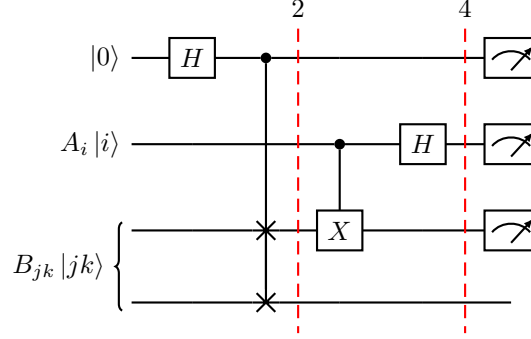 2 4
|0⟩ H
A_i |i⟩ H
X
B_{jk} |jk⟩